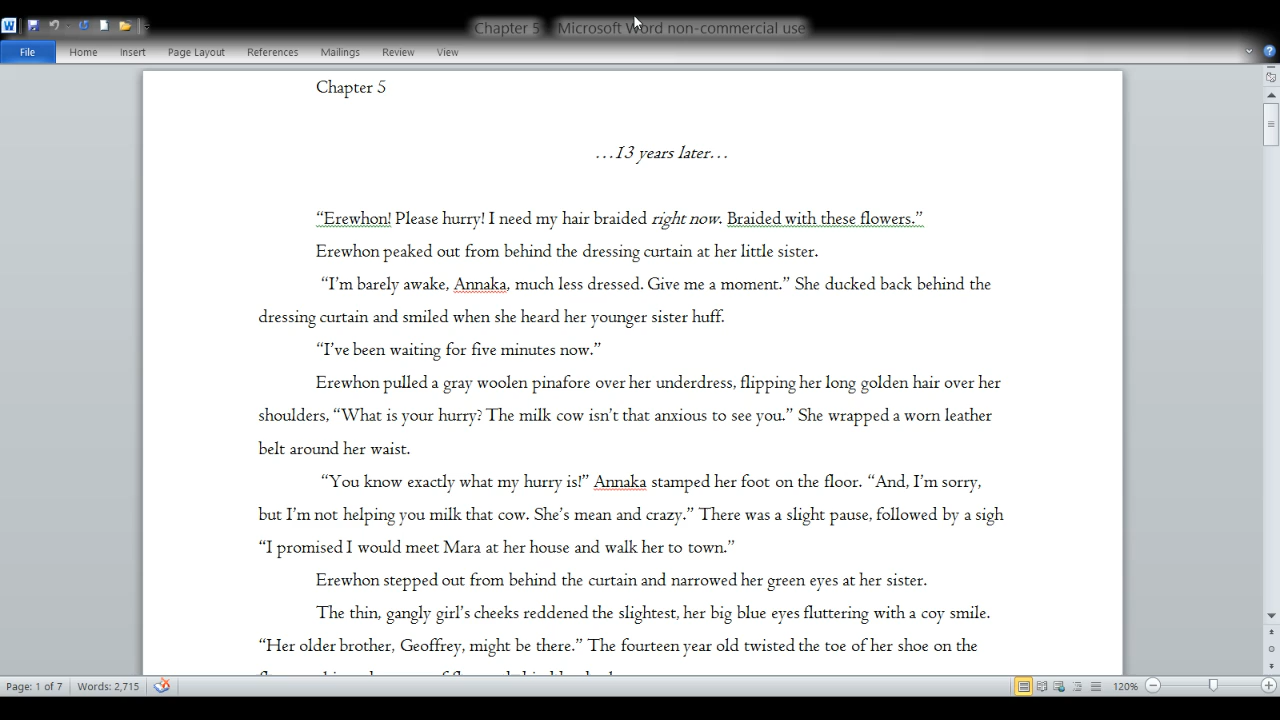 Chapter 5 Microsoft Word non-commercial use
File Home Insert Page Layout References Mailings Review View
Chapter 5
…13 years later…
“Erewhon! Please hurry! I need my hair braided right now. Braided with these flowers.”
Erewhon peaked out from behind the dressing curtain at her little sister.
“I’m barely awake, Annaka, much less dressed. Give me a moment.” She ducked back behind the
dressing curtain and smiled when she heard her younger sister huff.
“I’ve been waiting for five minutes now.”
Erewhon pulled a gray woolen pinafore over her underdress, flipping her long golden hair over her
shoulders, “What is your hurry? The milk cow isn’t that anxious to see you.” She wrapped a worn leather
belt around her waist.
“You know exactly what my hurry is!” Annaka stamped her foot on the floor. “And, I’m sorry,
but I’m not helping you milk that cow. She’s mean and crazy.” There was a slight pause, followed by a sigh
“I promised I would meet Mara at her house and walk her to town.”
Erewhon stepped out from behind the curtain and narrowed her green eyes at her sister.
The thin, gangly girl’s cheeks reddened the slightest, her big blue eyes fluttering with a coy smile.
“Her older brother, Geoffrey, might be there.” The fourteen year old twisted the toe of her shoe on the
Page: 1 of 7 Words: 2,715 120%